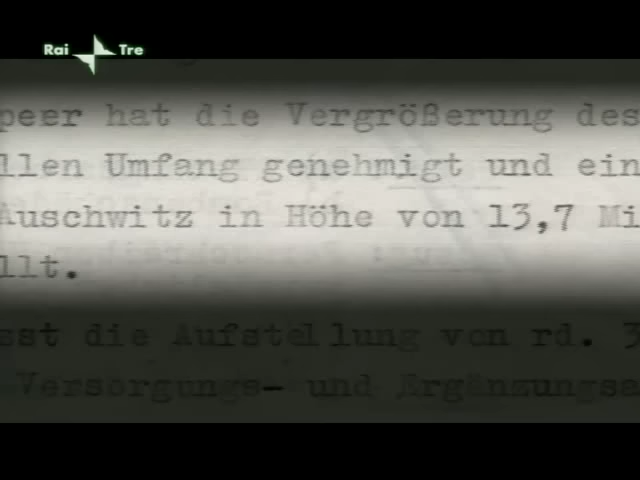 Rai Tre
peer hat die Vergrößerung des
llen Umfang genehmigt und ein
Auschwitz in Höhe von 13,7 Mi
llt.
sst die Aufstellung von rd. 3
Versorgungs- und Ergänzungsa